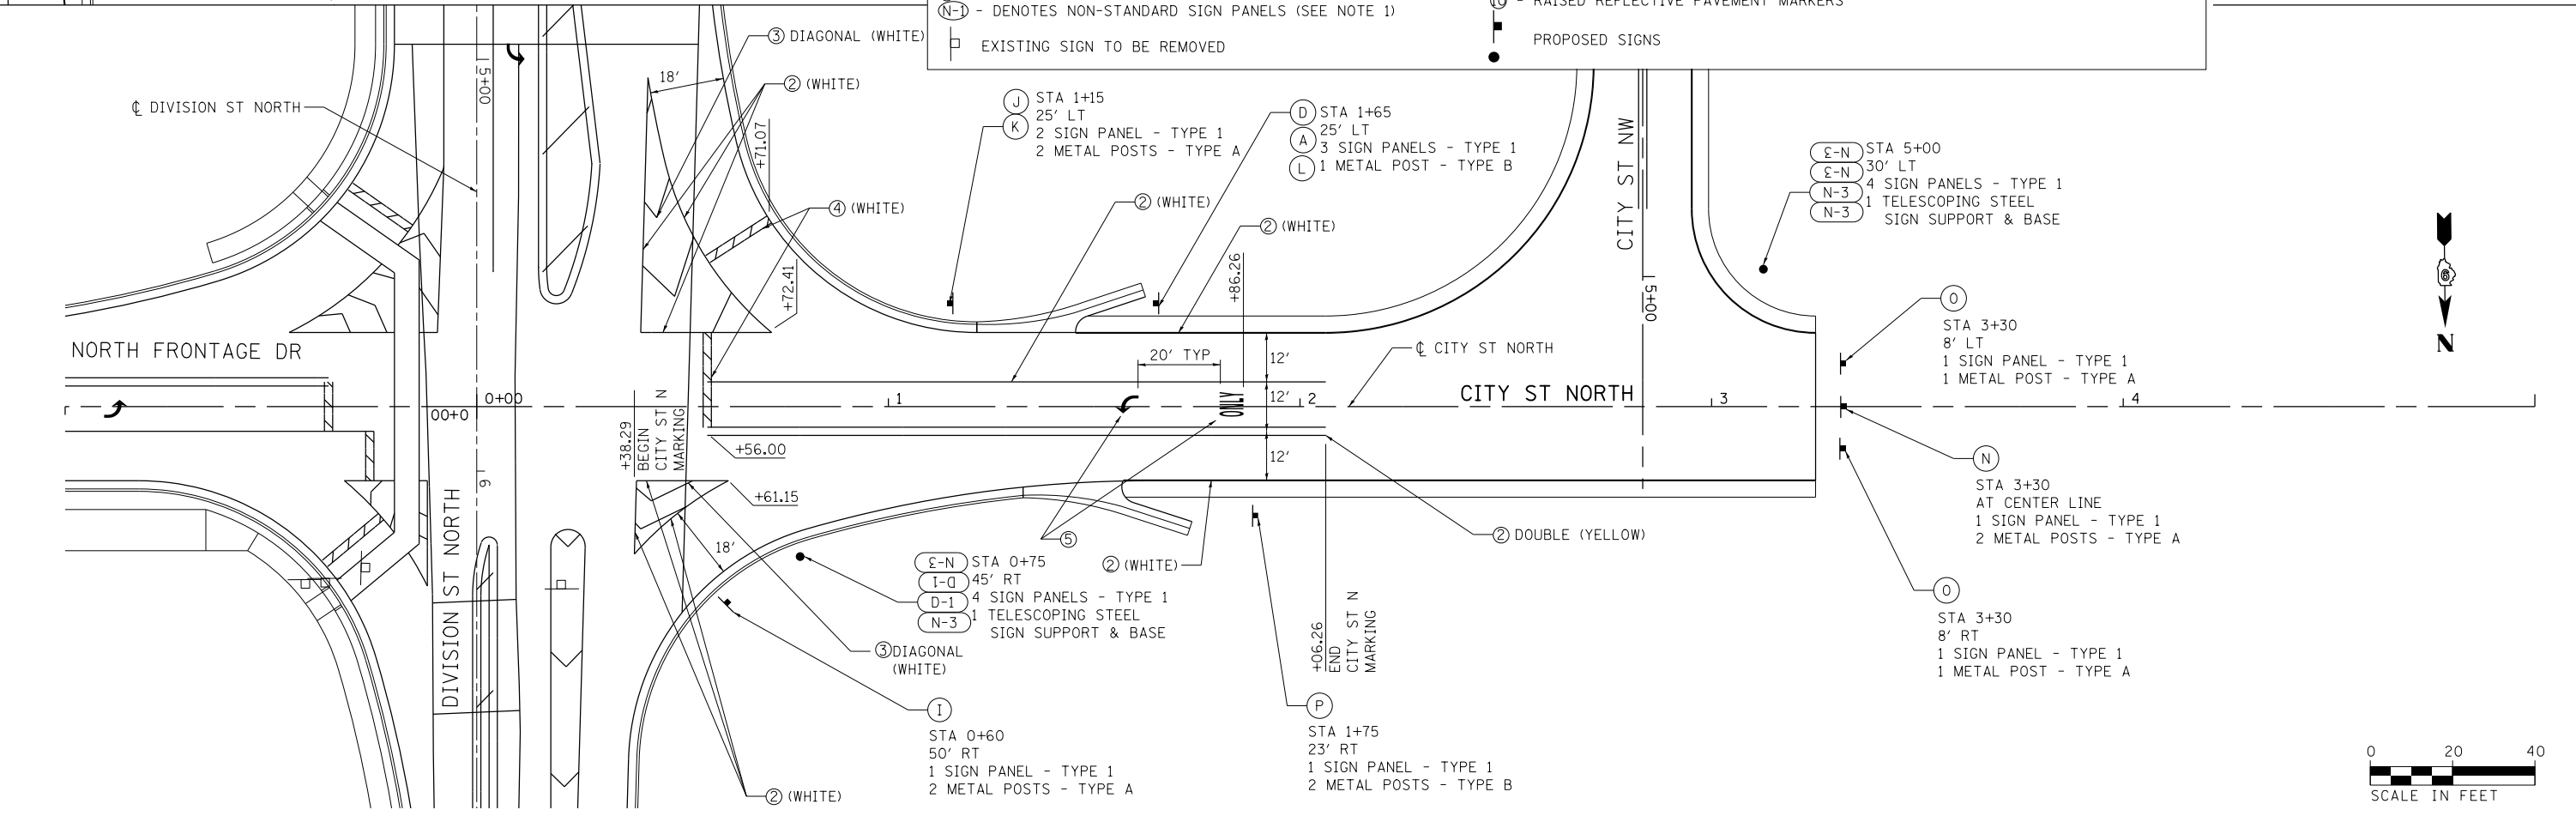 N-1 - DENOTES NON-STANDARD SIGN PANELS (SEE NOTE 1)
EXISTING SIGN TO BE REMOVED
10 - RAISED REFLECTIVE PAVEMENT MARKERS
PROPOSED SIGNS
3 DIAGONAL (WHITE)
18'
2 (WHITE)
15+00
℄ DIVISION ST NORTH
+71.07
J
K
STA 1+15
25' LT
2 SIGN PANEL - TYPE 1
2 METAL POSTS - TYPE A
D
A
L
STA 1+65
25' LT
3 SIGN PANELS - TYPE 1
1 METAL POST - TYPE B
CITY ST NW
N-3
N-3
N-3
N-3
STA 5+00
30' LT
4 SIGN PANELS - TYPE 1
1 TELESCOPING STEEL
SIGN SUPPORT & BASE
4 (WHITE)
2 (WHITE)
2 (WHITE)
+72.41
+86.26
15+00
6
N
O
STA 3+30
8' LT
1 SIGN PANEL - TYPE 1
1 METAL POST - TYPE A
NORTH FRONTAGE DR
20' TYP
12'
℄ CITY ST NORTH
CITY ST NORTH
0+00
00+0
1
ONLY
12'
2
3
4
+38.29
BEGIN
CITY ST N
MARKING
+56.00
12'
N
STA 3+30
AT CENTER LINE
1 SIGN PANEL - TYPE 1
2 METAL POSTS - TYPE A
16
+61.15
DIVISION ST NORTH
18'
5
2 DOUBLE (YELLOW)
2 (WHITE)
N-3
D-1
D-1
N-3
STA 0+75
45' RT
4 SIGN PANELS - TYPE 1
1 TELESCOPING STEEL
SIGN SUPPORT & BASE
O
STA 3+30
8' RT
1 SIGN PANEL - TYPE 1
1 METAL POST - TYPE A
+06.26
END
CITY ST N
MARKING
3 DIAGONAL
(WHITE)
I
STA 0+60
50' RT
1 SIGN PANEL - TYPE 1
2 METAL POSTS - TYPE A
P
STA 1+75
23' RT
1 SIGN PANEL - TYPE 1
2 METAL POSTS - TYPE B
2 (WHITE)
0 20 40
SCALE IN FEET